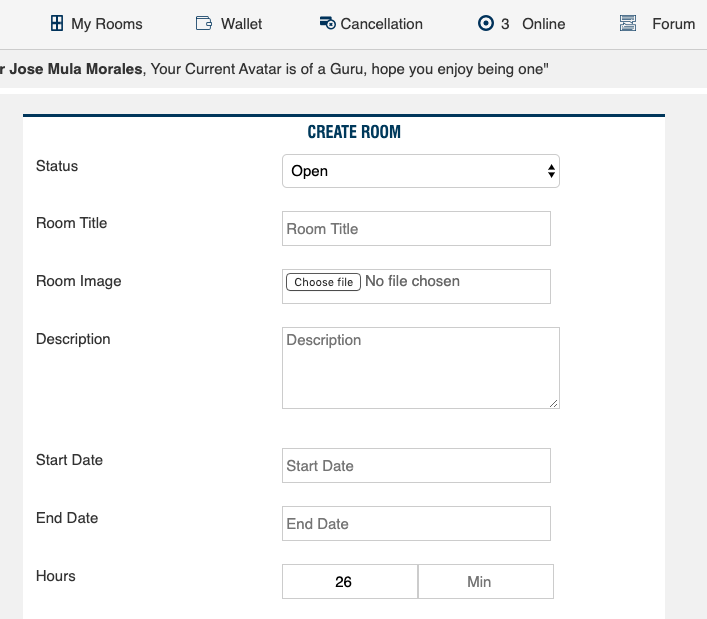 My Rooms Wallet Cancellation 3 Online Forum
r Jose Mula Morales, Your Current Avatar is of a Guru, hope you enjoy being one"
CREATE ROOM
Status Open
Room Title Room Title
Room Image Choose file No file chosen
Description Description
Start Date Start Date
End Date End Date
Hours 26 Min